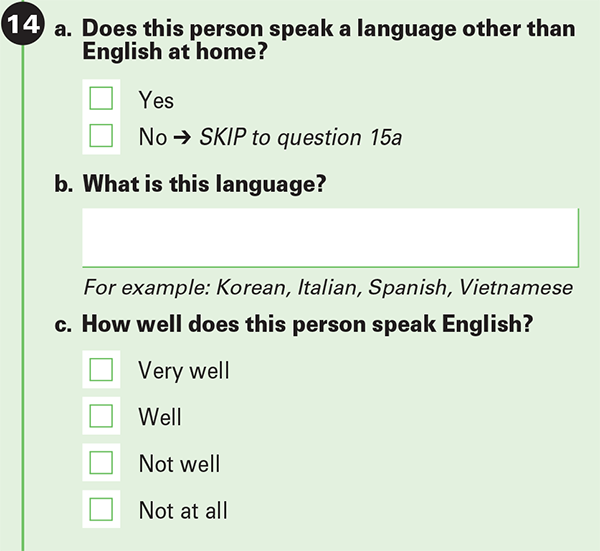 14 a. Does this person speak a language other than
English at home?
Yes
No ➔ SKIP to question 15a
b. What is this language?
For example: Korean, Italian, Spanish, Vietnamese
c. How well does this person speak English?
Very well
Well
Not well
Not at all